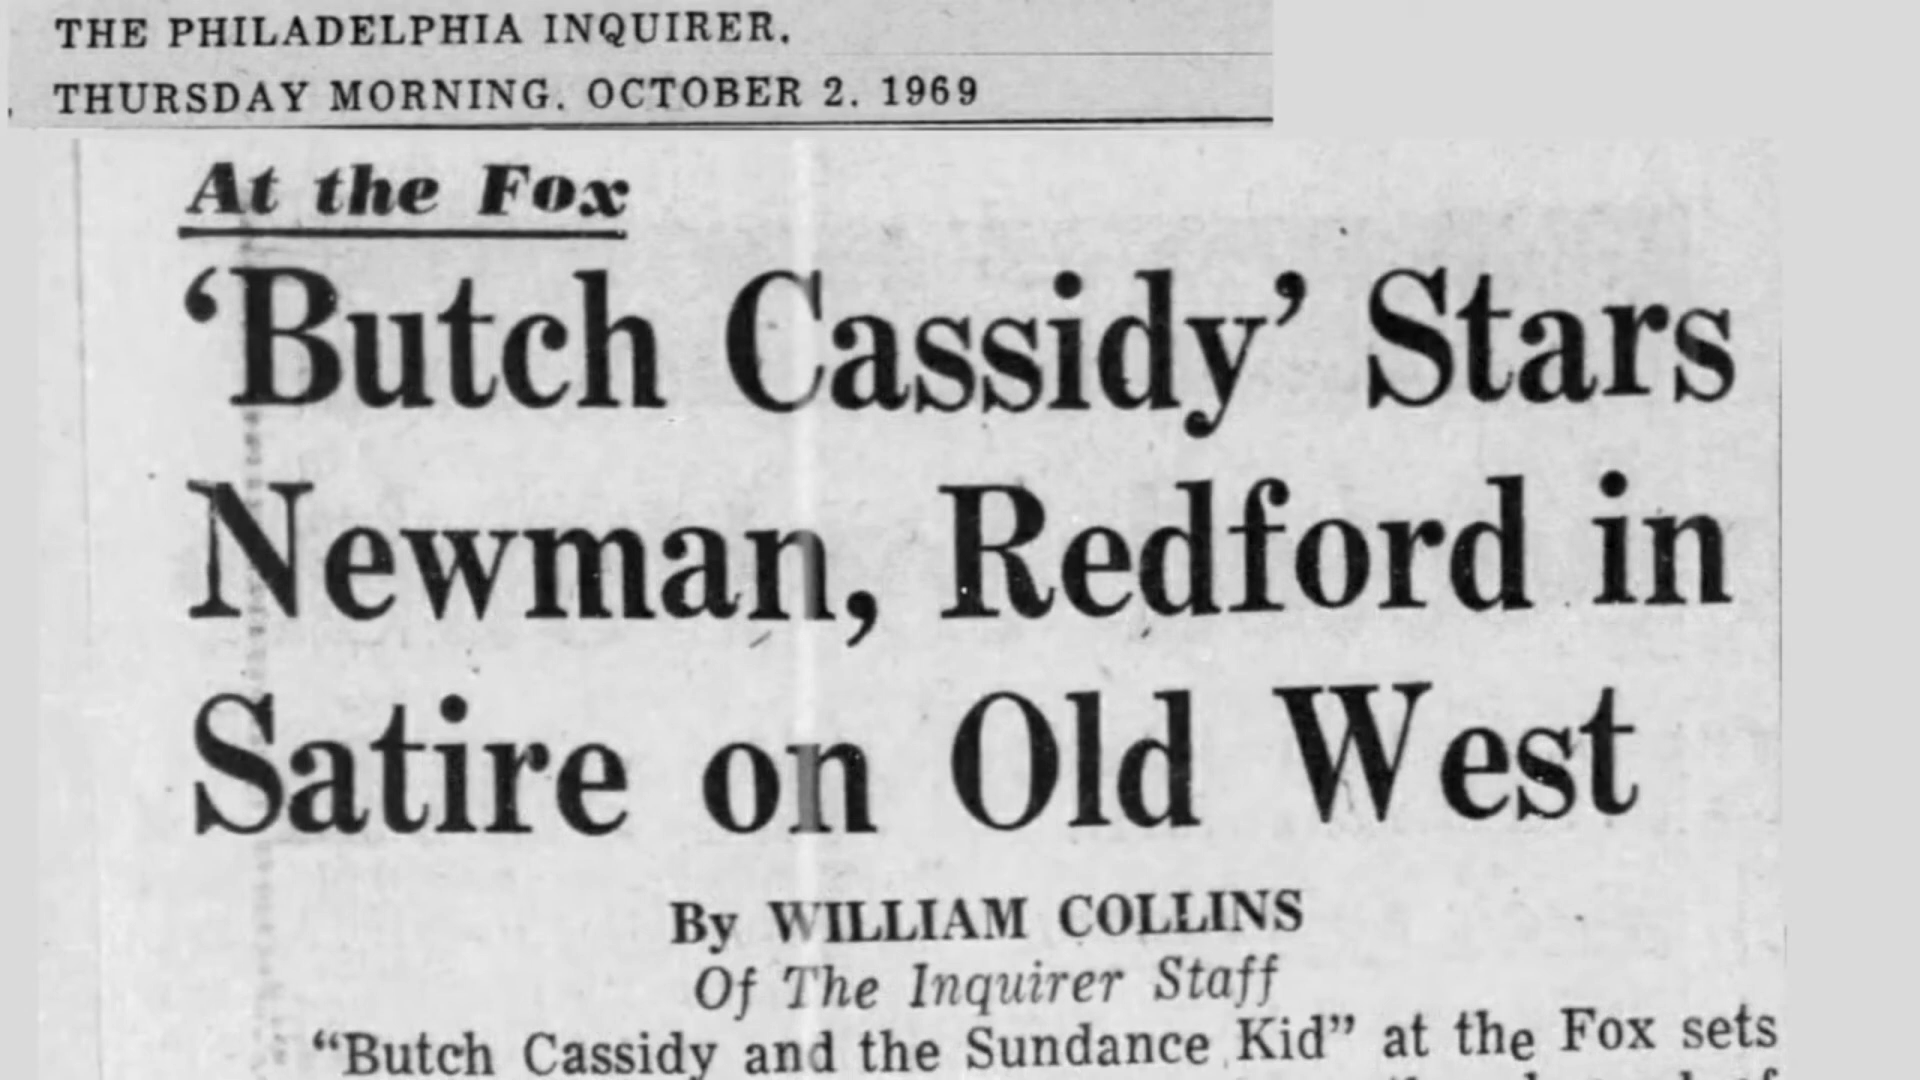 THE PHILADELPHIA INQUIRER.
THURSDAY MORNING. OCTOBER 2. 1969
At the Fox
‘Butch Cassidy’ Stars
Newman, Redford in
Satire on Old West
By WILLIAM COLLINS
Of The Inquirer Staff
“Butch Cassidy and the Sundance Kid” at the Fox sets